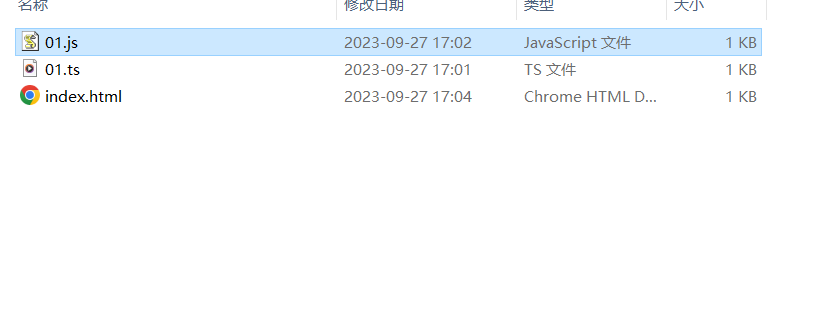 名称 修改日期 类型 大小
01.js 2023-09-27 17:02 JavaScript 文件 1 KB
01.ts 2023-09-27 17:01 TS 文件 1 KB
index.html 2023-09-27 17:04 Chrome HTML D... 1 KB